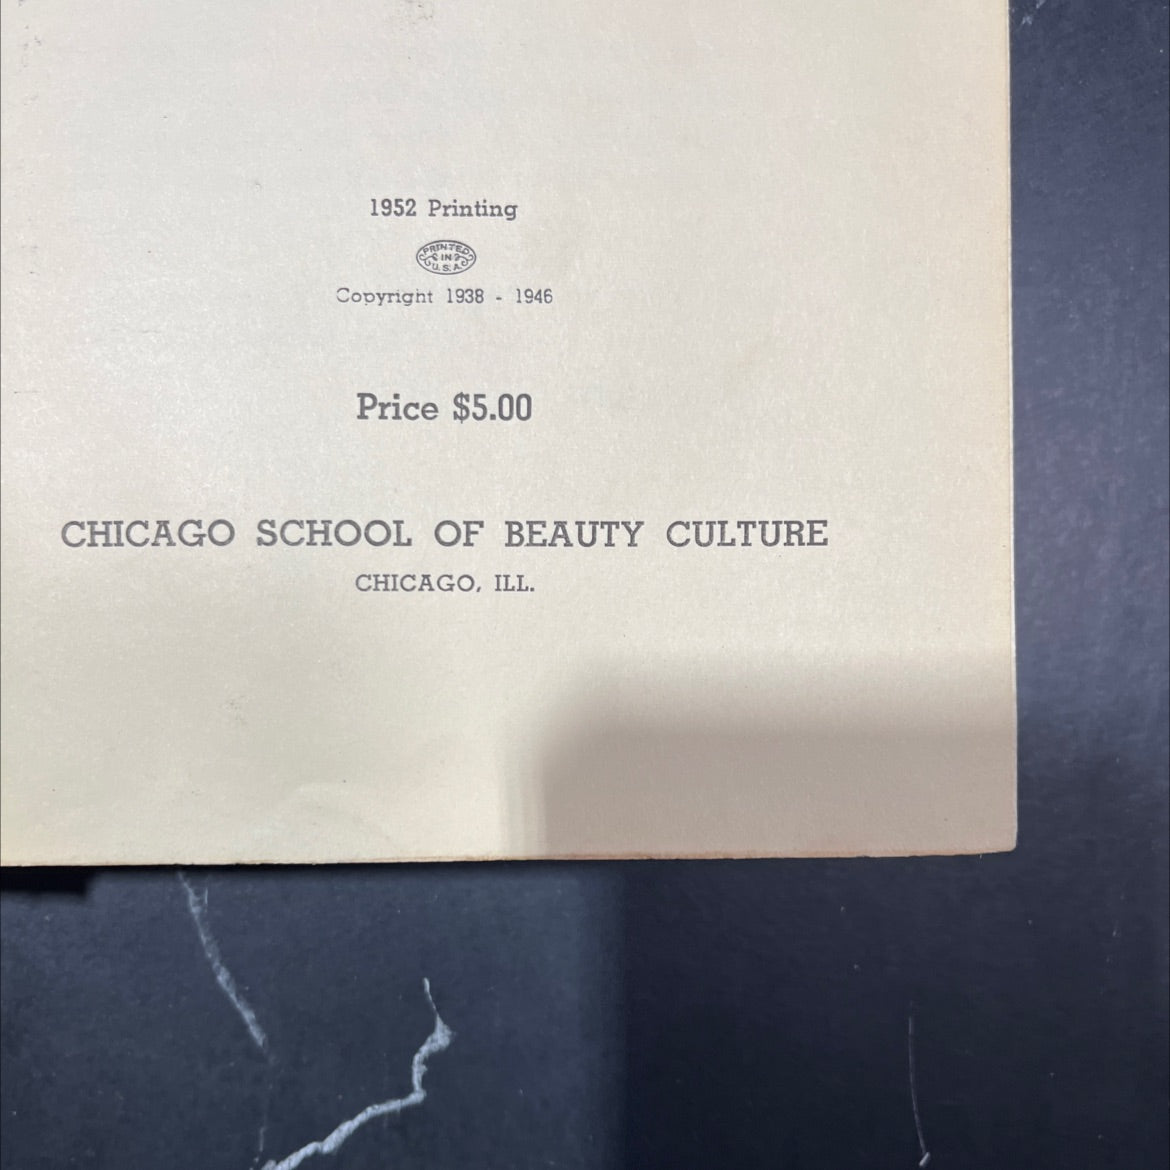 1952 Printing
PRINTED
IN
U.S.A.
Copyright 1938 - 1946
Price $5.00
CHICAGO SCHOOL OF BEAUTY CULTURE
CHICAGO, ILL.